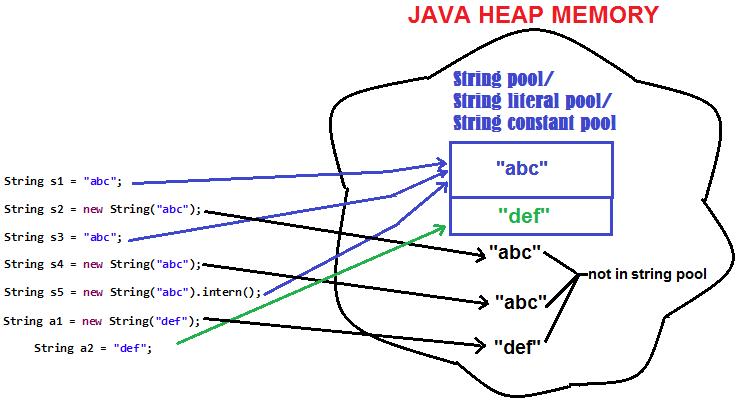 JAVA HEAP MEMORY
String pool/
String literal pool/
String constant pool
String s1 = "abc";
String s2 = new String("abc");
String s3 = "abc";
String s4 = new String("abc");
String s5 = new String("abc").intern();
String a1 = new String("def");
String a2 = "def";
"abc"
"def"
"abc"
"abc"
"def"
not in string pool